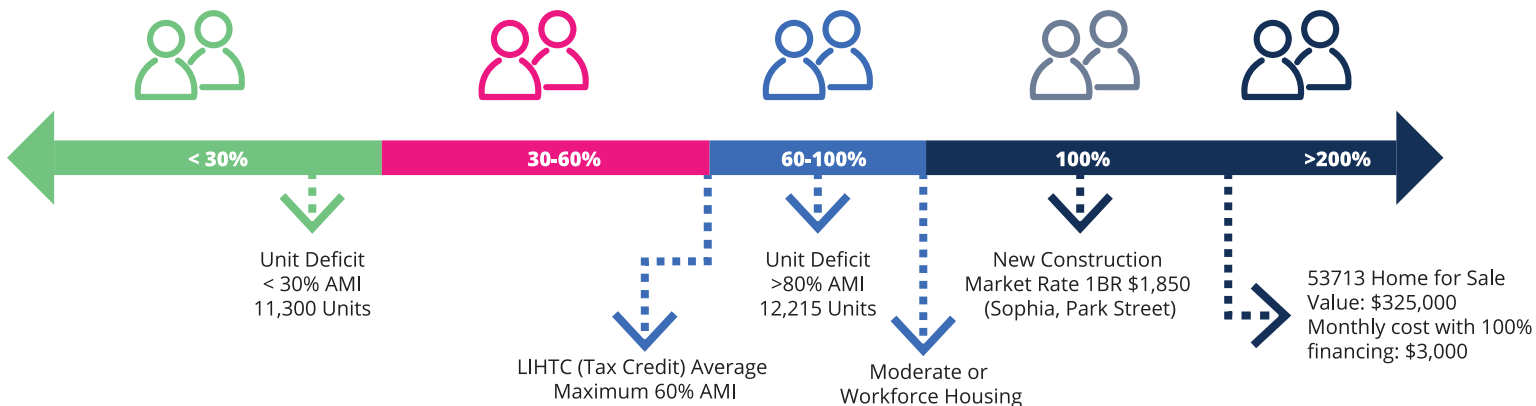 < 30%
30-60%
60-100%
100%
>200%
Unit Deficit
< 30% AMI
11,300 Units
LIHTC (Tax Credit) Average
Maximum 60% AMI
Unit Deficit
>80% AMI
12,215 Units
Moderate or
Workforce Housing
New Construction
Market Rate 1BR $1,850
(Sophia, Park Street)
53713 Home for Sale
Value: $325,000
Monthly cost with 100%
financing: $3,000